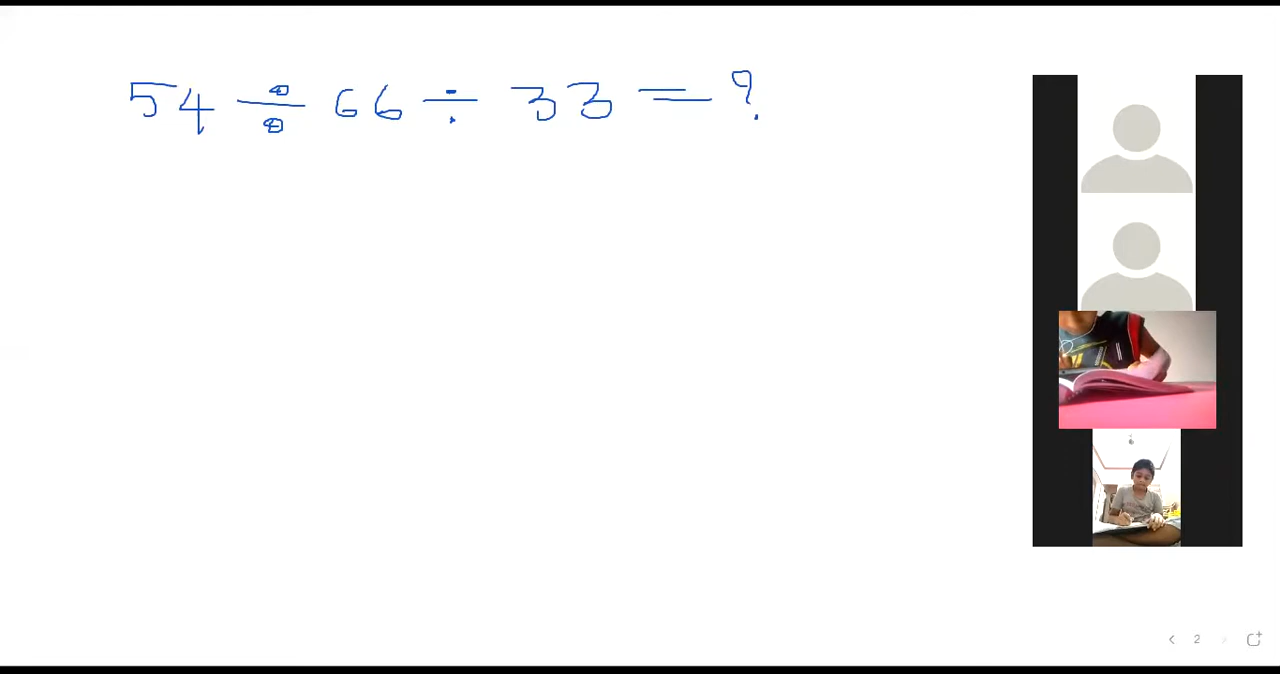 54 ÷ 66 ÷ 33 = ?
2